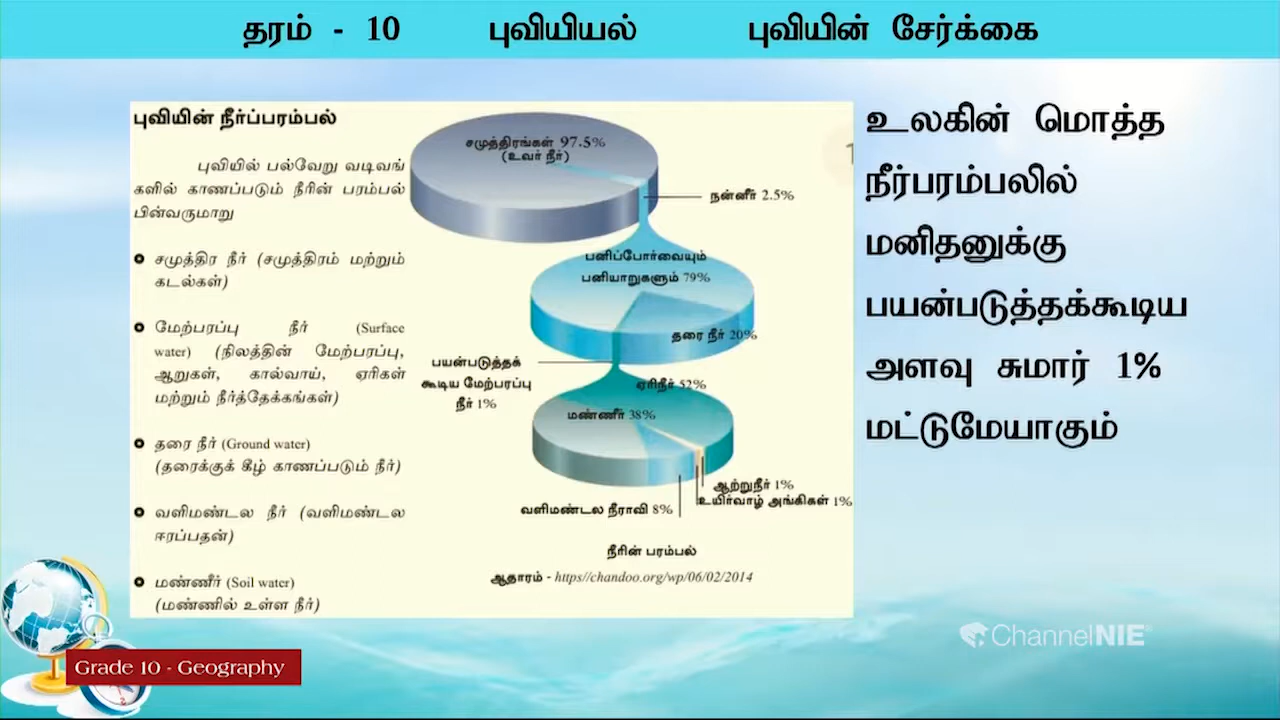 தரம் - 10 புவியியல் புவியின் சேர்க்கை
புவியின் நீர்ப்பரம்பல்
புவியில் பல்வேறு வடிவங்
களில் காணப்படும் நீரின் பரம்பல்
பின்வருமாறு
சமுத்திர நீர் (சமுத்திரம் மற்றும்
கடல்கள்)
மேற்பரப்பு நீர் (Surface
water) (நிலத்தின் மேற்பரப்பு,
ஆறுகள், கால்வாய், ஏரிகள்
மற்றும் நீர்த்தேக்கங்கள்)
தரை நீர் (Ground water)
(தரைக்குக் கீழ் காணப்படும் நீர்)
வளிமண்டல நீர் (வளிமண்டல
ஈரப்பதன்)
மண்ணீர் (Soil water)
(மண்ணில் உள்ள நீர்)
சமுத்திரங்கள் 97.5%
(உவர் நீர்)
நன்னீர் 2.5%
பனிப்போர்வையும்
பனியாறுகளும் 79%
தரை நீர் 20%
பயன்படுத்தக்
கூடிய மேற்பரப்பு
நீர் 1%
ஏரிநீர் 52%
மண்ணீர் 38%
ஆற்றுநீர் 1%
உயிர்வாழ் அங்கிகள் 1%
வளிமண்டல நீராவி 8%
நீரின் பரம்பல்
ஆதாரம் - https//chandoo.org/wp/06/02/2014
உலகின் மொத்த
நீர்பரம்பலில்
மனிதனுக்கு
பயன்படுத்தக்கூடிய
அளவு சுமார் 1%
மட்டுமேயாகும்
ChannelNIE
Grade 10 - Geography